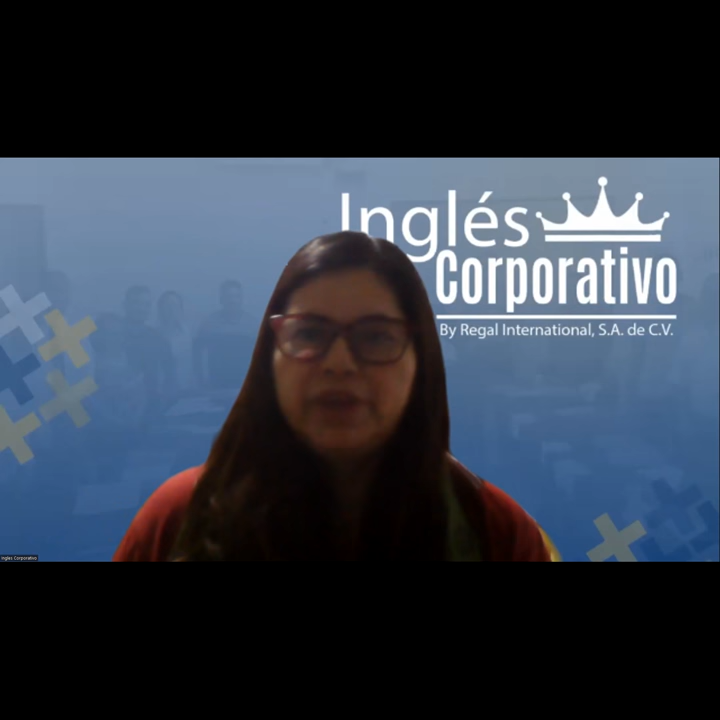 Inglés
Corporativo
By Regal International, S.A. de C.V.
Inglés Corporativo